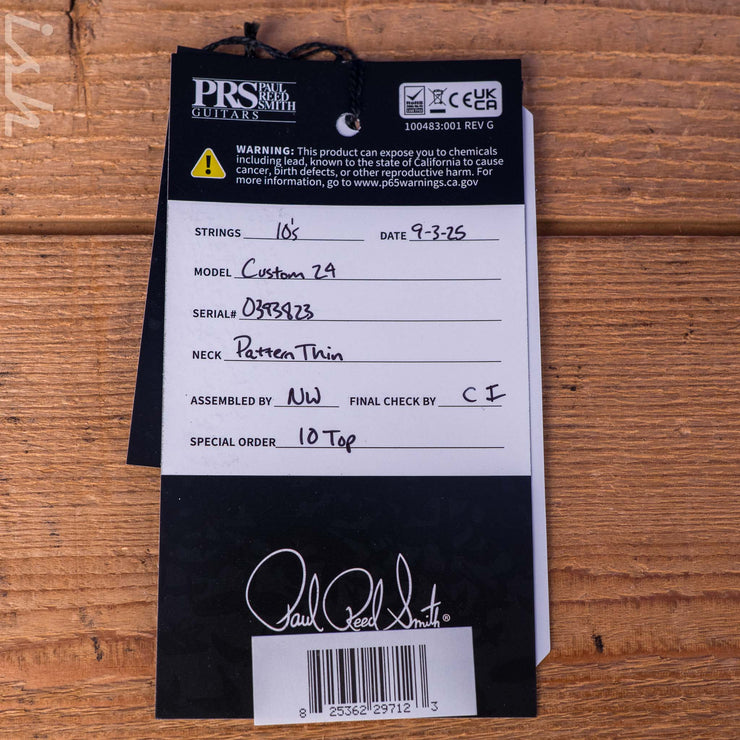 ish
PRS PAUL REED SMITH
GUITARS
RoHS
CE UK CA
100483:001 REV G
WARNING: This product can expose you to chemicals
including lead, known to the state of California to cause
cancer, birth defects, or other reproductive harm. For
more information, go to www.p65warnings.ca.gov
STRINGS 10's DATE 9-3-25
MODEL Custom 24
SERIAL# 0393823
NECK Pattern Thin
ASSEMBLED BY NW FINAL CHECK BY C I
SPECIAL ORDER 10 Top
Paul Reed Smith®
8 25362 29712 3